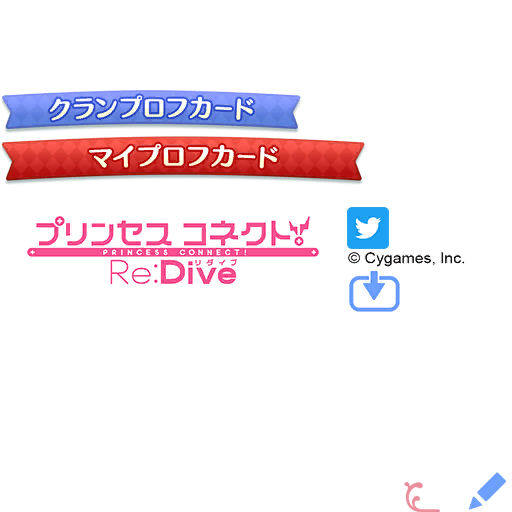 クランプロフカード
マイプロフカード
プリンセスコネクト!
PRINCESS CONNECT!
リダイブ
Re:Dive
© Cygames, Inc.